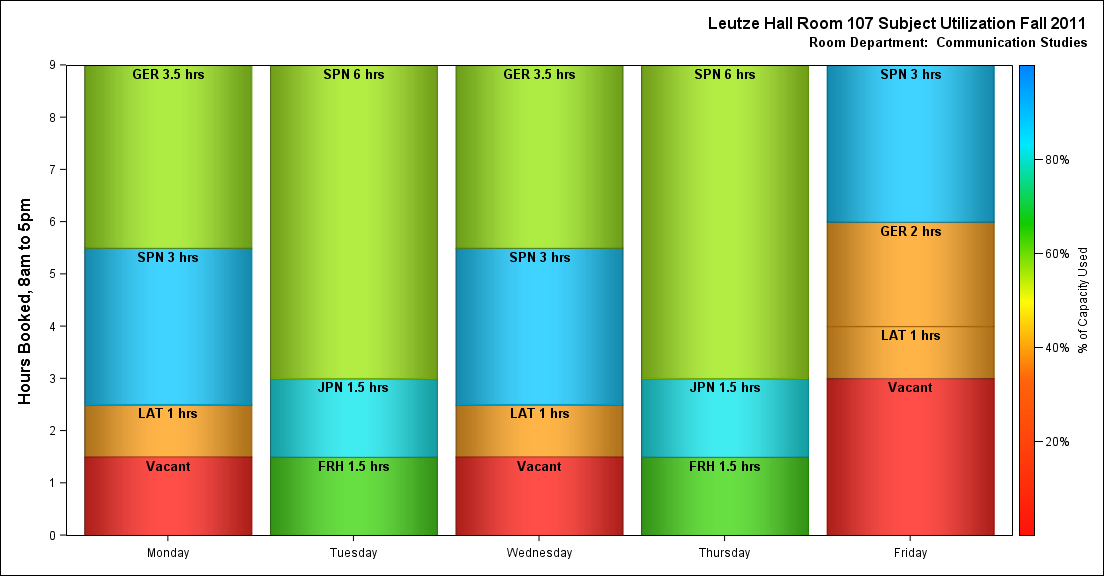 Leutze Hall Room 107 Subject Utilization Fall 2011
Room Department:  Communication Studies
Hours Booked, 8am to 5pm
9
8
7
6
5
4
3
2
1
0
GER 3.5 hrs
SPN 3 hrs
LAT 1 hrs
Vacant
Monday
SPN 6 hrs
JPN 1.5 hrs
FRH 1.5 hrs
Tuesday
GER 3.5 hrs
SPN 3 hrs
LAT 1 hrs
Vacant
Wednesday
SPN 6 hrs
JPN 1.5 hrs
FRH 1.5 hrs
Thursday
SPN 3 hrs
GER 2 hrs
LAT 1 hrs
Vacant
Friday
80%
60%
40%
20%
% of Capacity Used